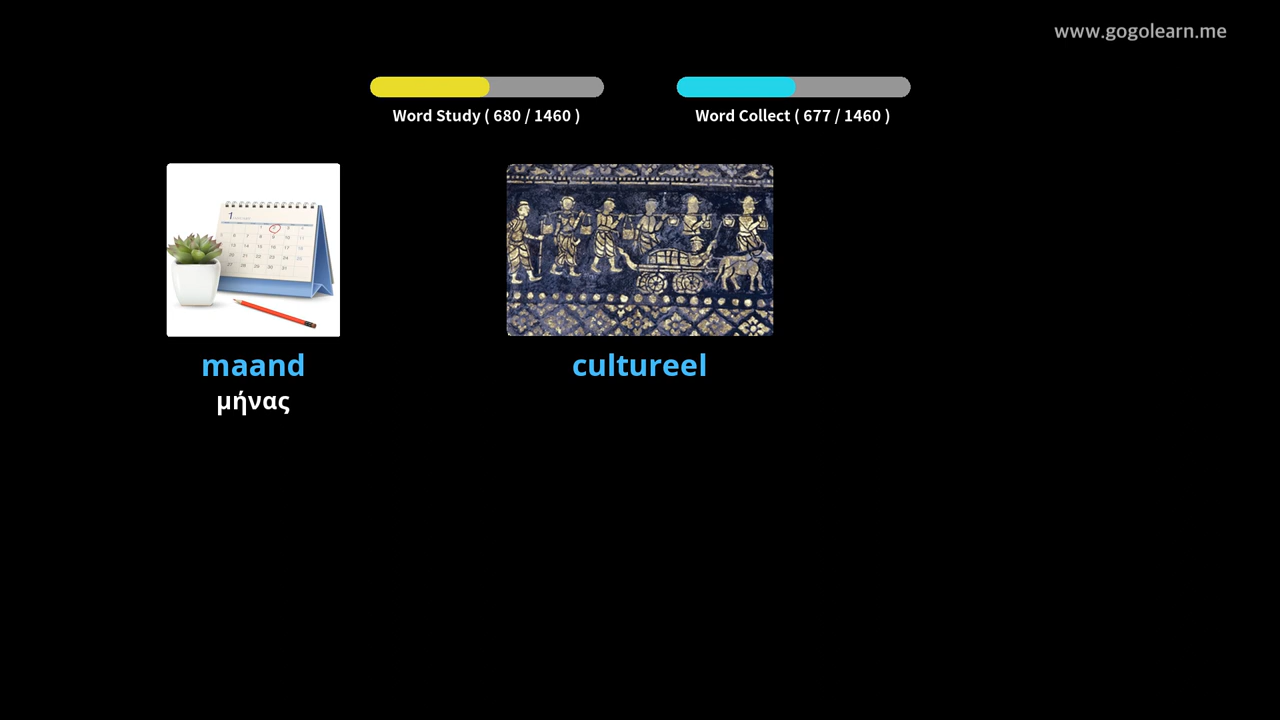 www.gogolearn.me
Word Study ( 680 / 1460 )
Word Collect ( 677 / 1460 )
maand
μήνας
cultureel